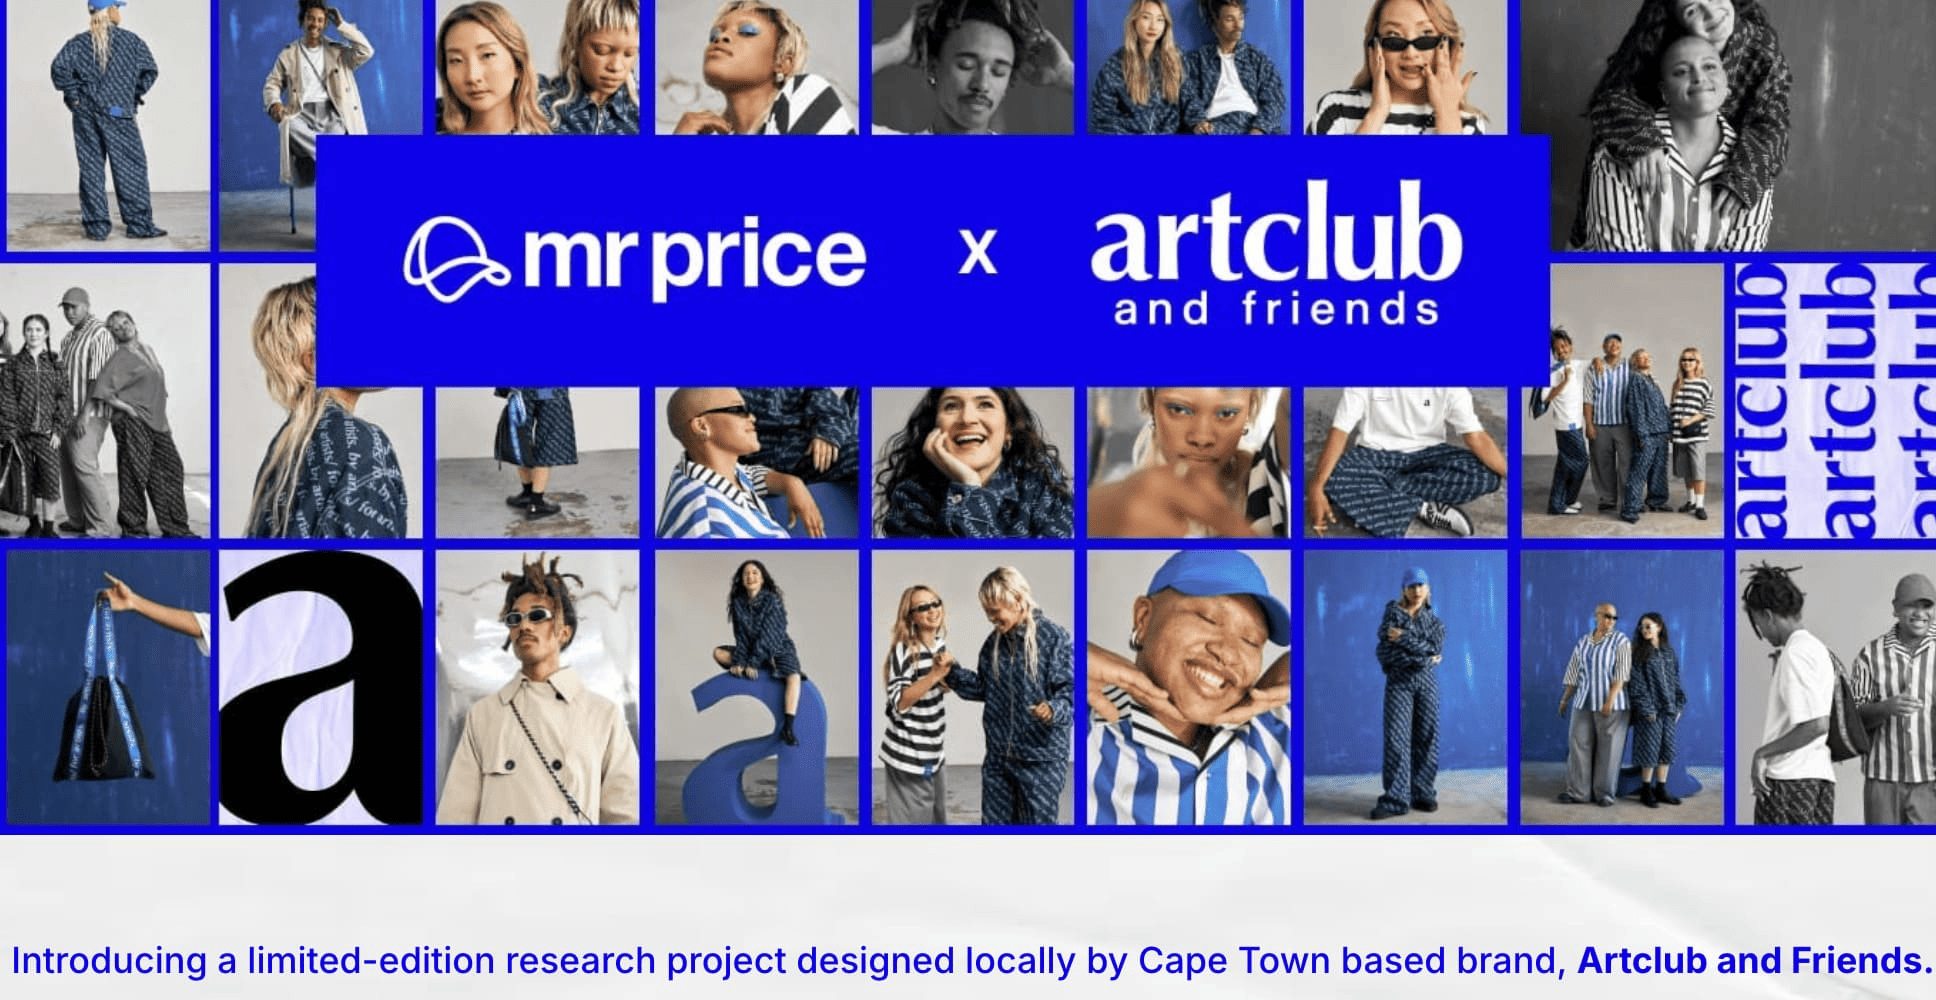 mr price
x
artclub
and friends
artclub
artclub
artclub
a
a
a
Introducing a limited-edition research project designed locally by Cape Town based brand, Artclub and Friends.